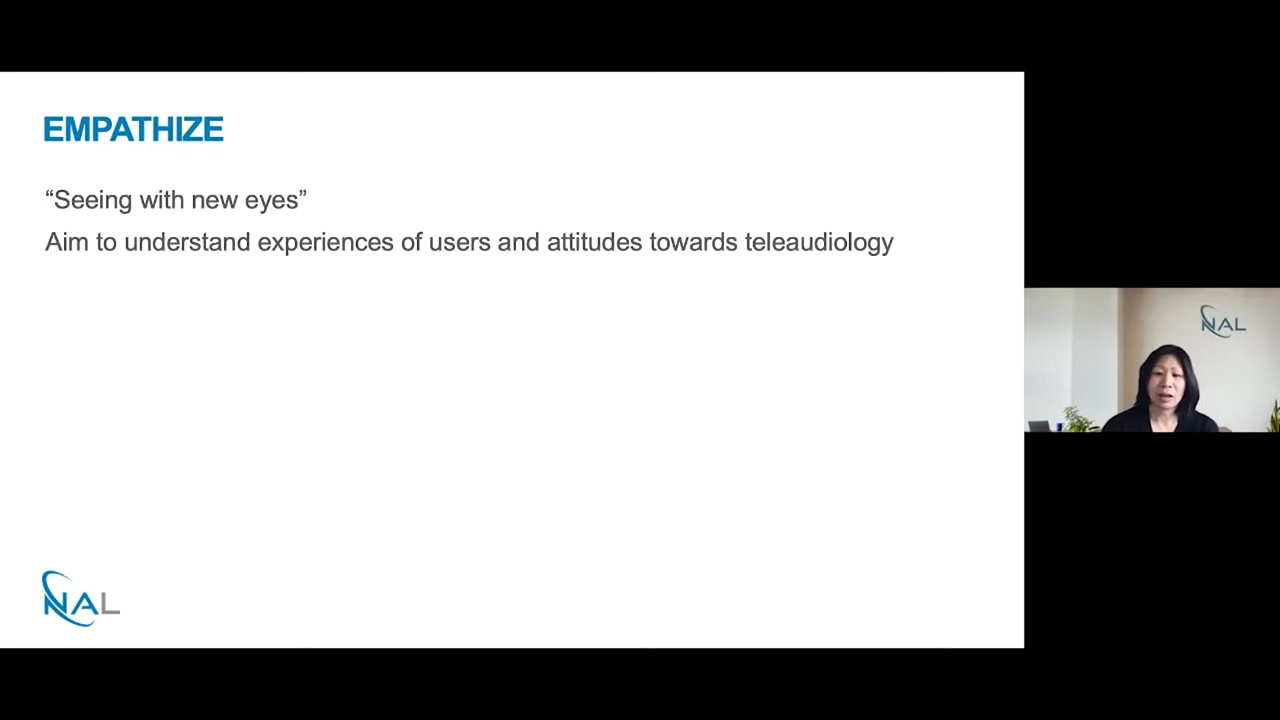 EMPATHIZE
“Seeing with new eyes”
Aim to understand experiences of users and attitudes towards teleaudiology
NAL
NAL